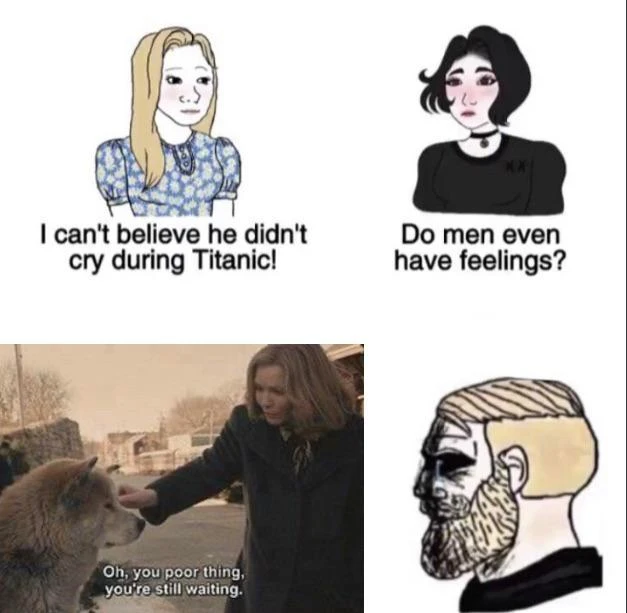 I can't believe he didn't
cry during Titanic!
Do men even
have feelings?
Oh, you poor thing,
you're still waiting.